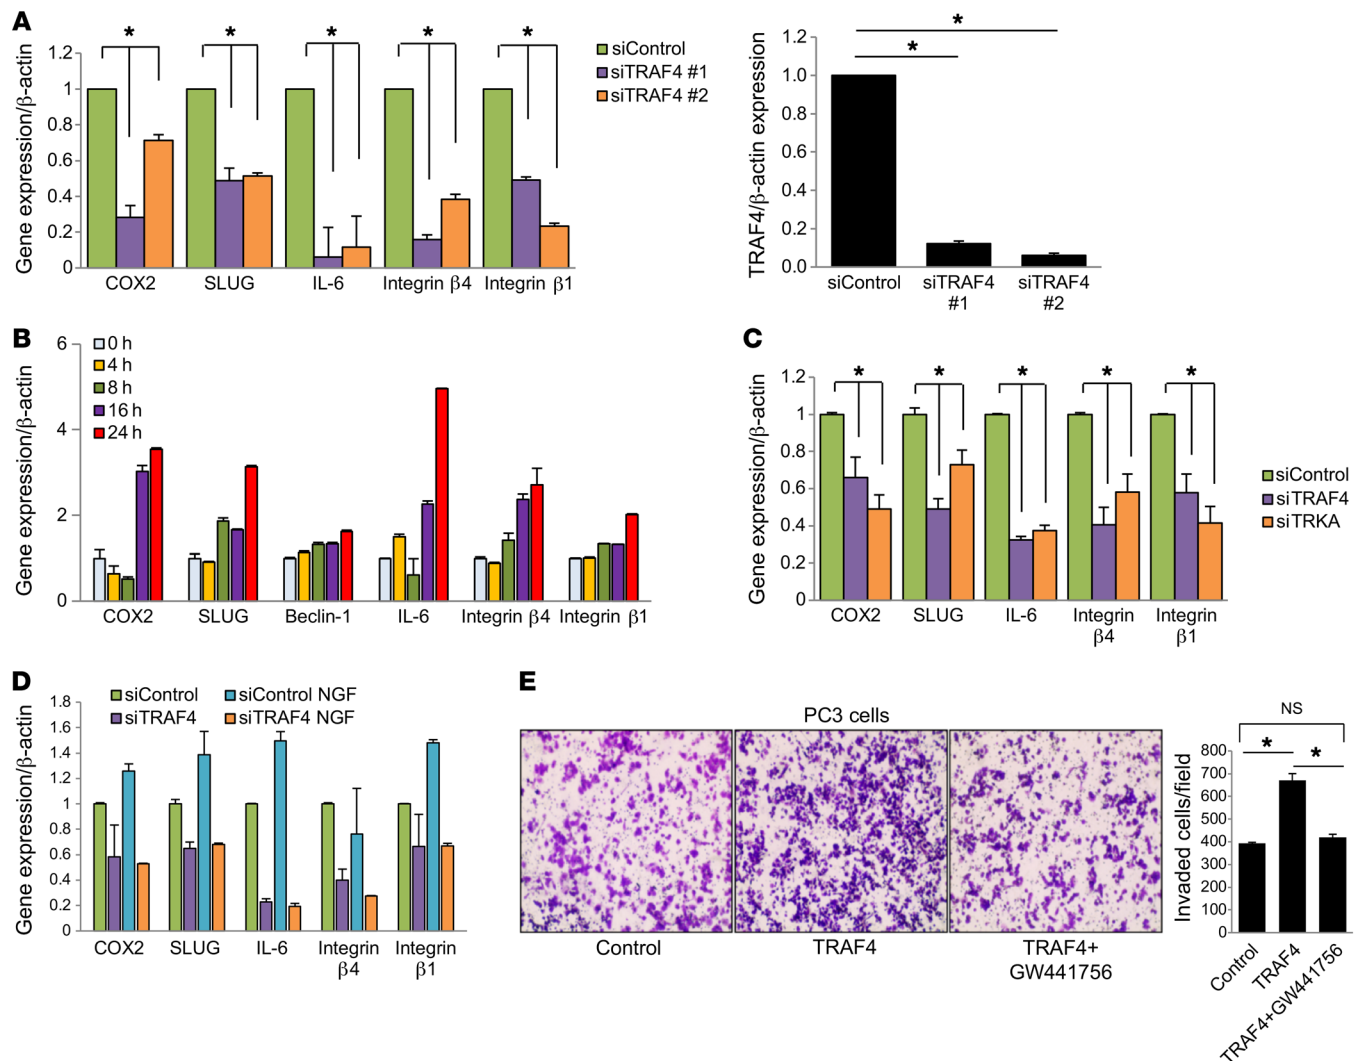 A
Gene expression/β-actin
1.2
1
0.8
0.6
0.4
0.2
0
* * * * *
COX2 SLUG IL-6 Integrin β4 Integrin β1
siControl
siTRAF4 #1
siTRAF4 #2
TRAF4/β-actin expression
1.2
1.0
0.8
0.6
0.4
0.2
0.0
*
*
siControl siTRAF4 siTRAF4
#1 #2
B
Gene expression/β-actin
6
4
2
0
0 h
4 h
8 h
16 h
24 h
COX2 SLUG Beclin-1 IL-6 Integrin β4 Integrin β1
C
Gene expression/β-actin
1.2
1
0.8
0.6
0.4
0.2
0
* * * * *
COX2 SLUG IL-6 Integrin Integrin
β4 β1
siControl
siTRAF4
siTRKA
D
Gene expression/β-actin
1.8
1.6
1.4
1.2
1
0.8
0.6
0.4
0.2
0
siControl siControl NGF
siTRAF4 siTRAF4 NGF
COX2 SLUG IL-6 Integrin Integrin
β4 β1
E
PC3 cells
Control TRAF4 TRAF4+
GW441756
Invaded cells/field
800
700
600
500
400
300
200
100
0
NS
* *
Control
TRAF4
TRAF4+GW441756